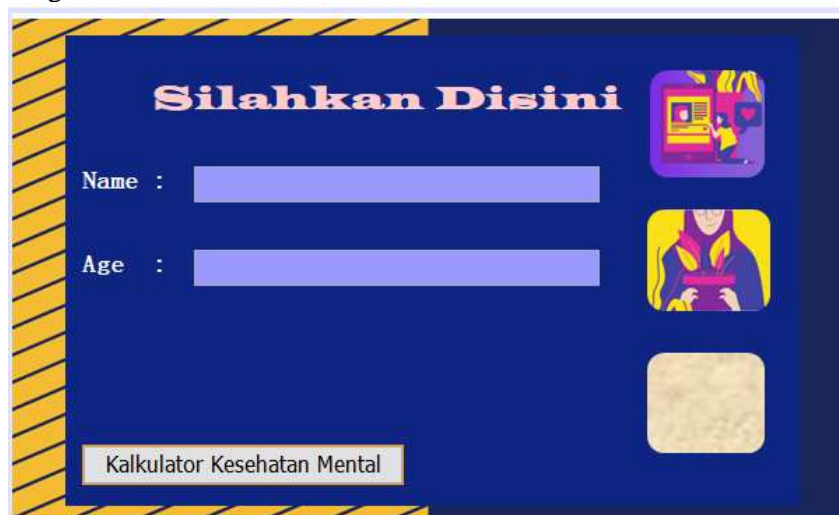 Silahkan Disini
Name :
Age :
Kalkulator Kesehatan Mental